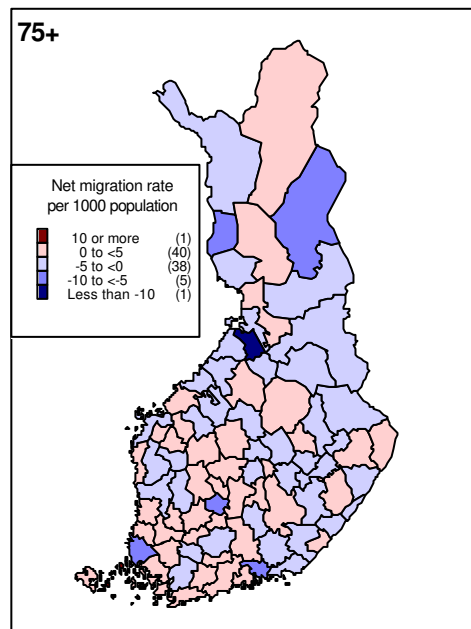 75+
Net migration rate
per 1000 population
10 or more (1)
0 to <5 (40)
-5 to <0 (38)
-10 to <-5 (5)
Less than -10 (1)